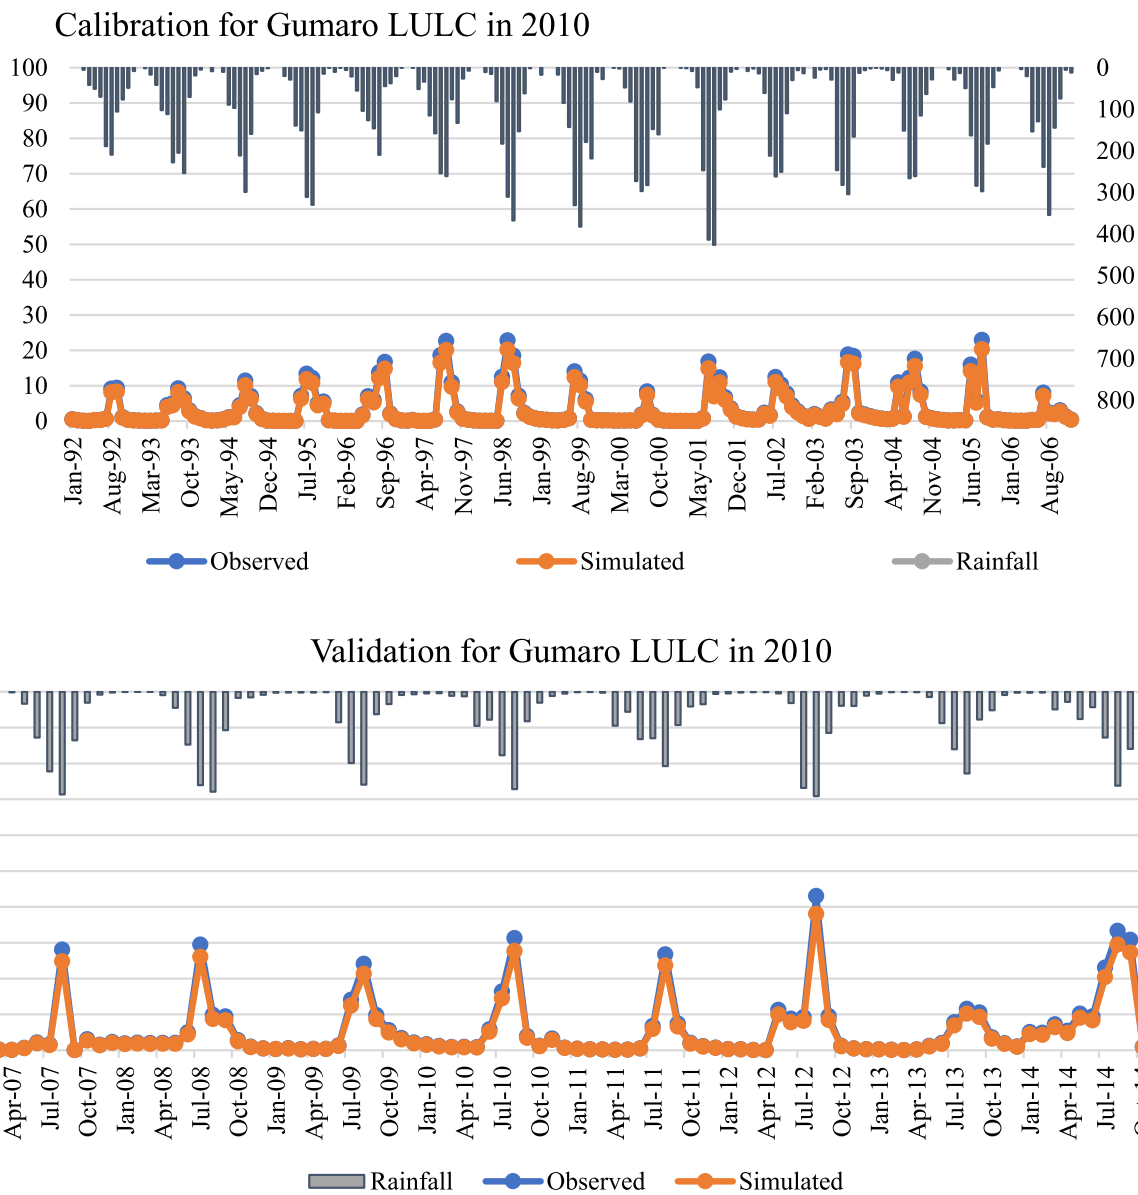 Calibration for Gumaro LULC in 2010
100
90
80
70
60
50
40
30
20
10
0
0
100
200
300
400
500
600
700
800
Jan-92
Aug-92
Mar-93
Oct-93
May-94
Dec-94
Jul-95
Feb-96
Sep-96
Apr-97
Nov-97
Jun-98
Jan-99
Aug-99
Mar-00
Oct-00
May-01
Dec-01
Jul-02
Feb-03
Sep-03
Apr-04
Nov-04
Jun-05
Jan-06
Aug-06
Observed Simulated Rainfall
Validation for Gumaro LULC in 2010
Apr-07
Jul-07
Oct-07
Jan-08
Apr-08
Jul-08
Oct-08
Jan-09
Apr-09
Jul-09
Oct-09
Jan-10
Apr-10
Jul-10
Oct-10
Jan-11
Apr-11
Jul-11
Oct-11
Jan-12
Apr-12
Jul-12
Oct-12
Jan-13
Apr-13
Jul-13
Oct-13
Jan-14
Apr-14
Jul-14
Rainfall Observed Simulated